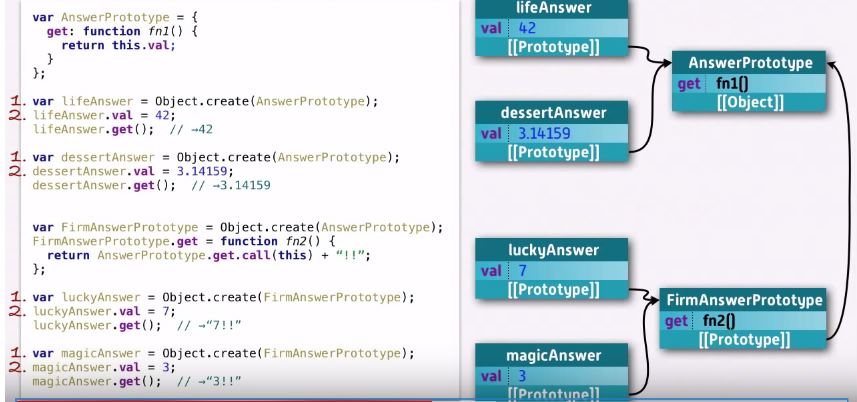 var AnswerPrototype = {
get: function fn1() {
return this.val;
}
};
1. var lifeAnswer = Object.create(AnswerPrototype);
2. lifeAnswer.val = 42;
lifeAnswer.get();  // →42
1. var dessertAnswer = Object.create(AnswerPrototype);
2. dessertAnswer.val = 3.14159;
dessertAnswer.get();  // →3.14159
var FirmAnswerPrototype = Object.create(AnswerPrototype);
FirmAnswerPrototype.get = function fn2() {
return AnswerPrototype.get.call(this) + “!!”;
};
1. var luckyAnswer = Object.create(FirmAnswerPrototype);
2. luckyAnswer.val = 7;
luckyAnswer.get();  // →“7!!”
1. var magicAnswer = Object.create(FirmAnswerPrototype);
2. magicAnswer.val = 3;
magicAnswer.get();  // →“3!!”
lifeAnswer
val 42
[[Prototype]]
AnswerPrototype
get fn1()
[[Object]]
dessertAnswer
val 3.14159
[[Prototype]]
luckyAnswer
val 7
[[Prototype]]
FirmAnswerPrototype
get fn2()
[[Prototype]]
magicAnswer
val 3
[[Prototype]]